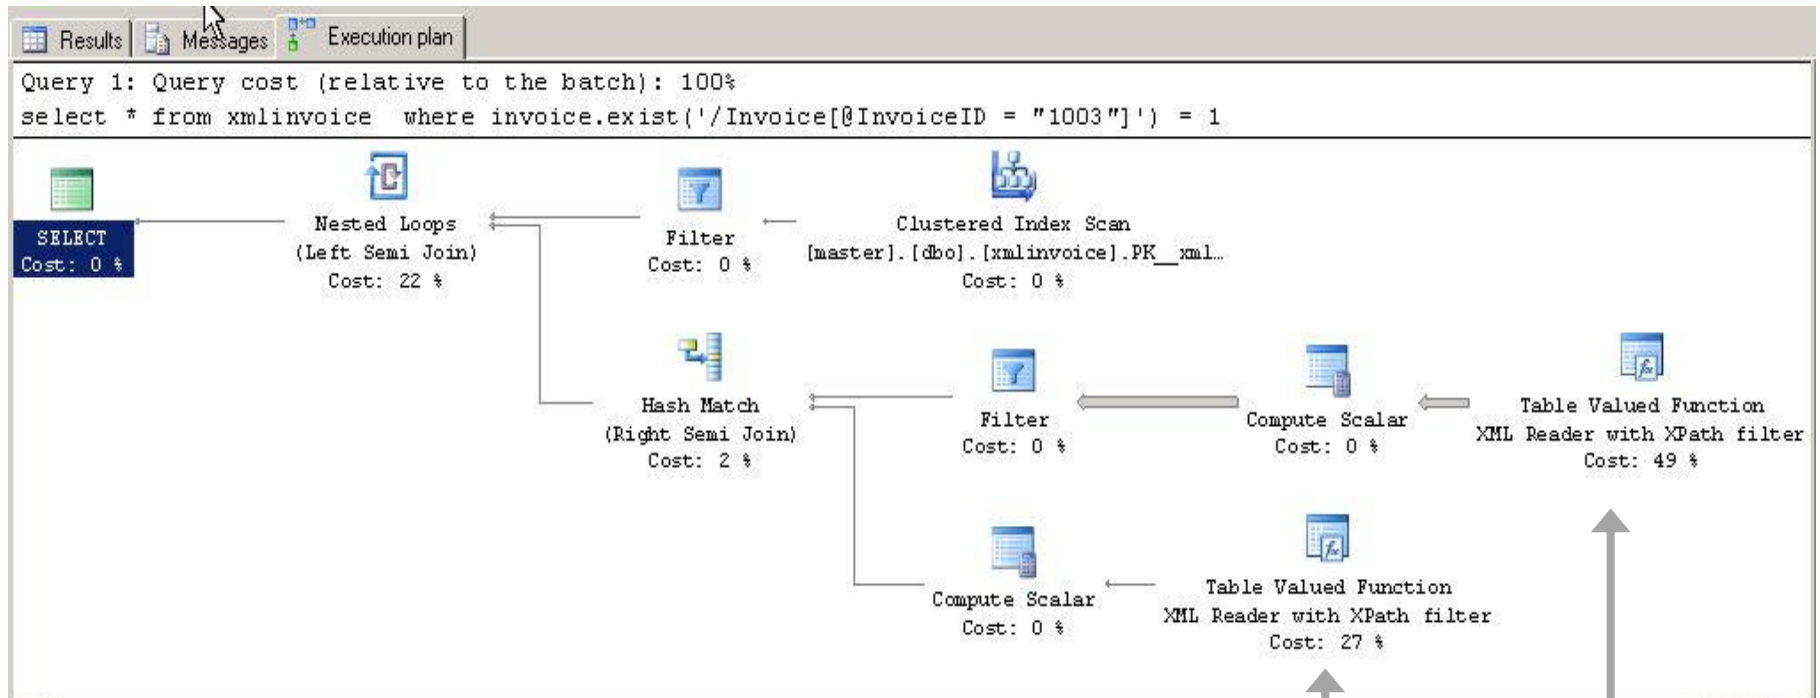 Results Messages Execution plan
Query 1: Query cost (relative to the batch): 100%
select * from xmlinvoice where invoice.exist('/Invoice[@InvoiceID = "1003"]') = 1
SELECT
Cost: 0 %
Nested Loops
(Left Semi Join)
Cost: 22 %
Filter
Cost: 0 %
Clustered Index Scan
[master].[dbo].[xmlinvoice].PK__xml…
Cost: 0 %
Hash Match
(Right Semi Join)
Cost: 2 %
Filter
Cost: 0 %
Compute Scalar
Cost: 0 %
Table Valued Function
XML Reader with XPath filter
Cost: 49 %
Compute Scalar
Cost: 0 %
Table Valued Function
XML Reader with XPath filter
Cost: 27 %